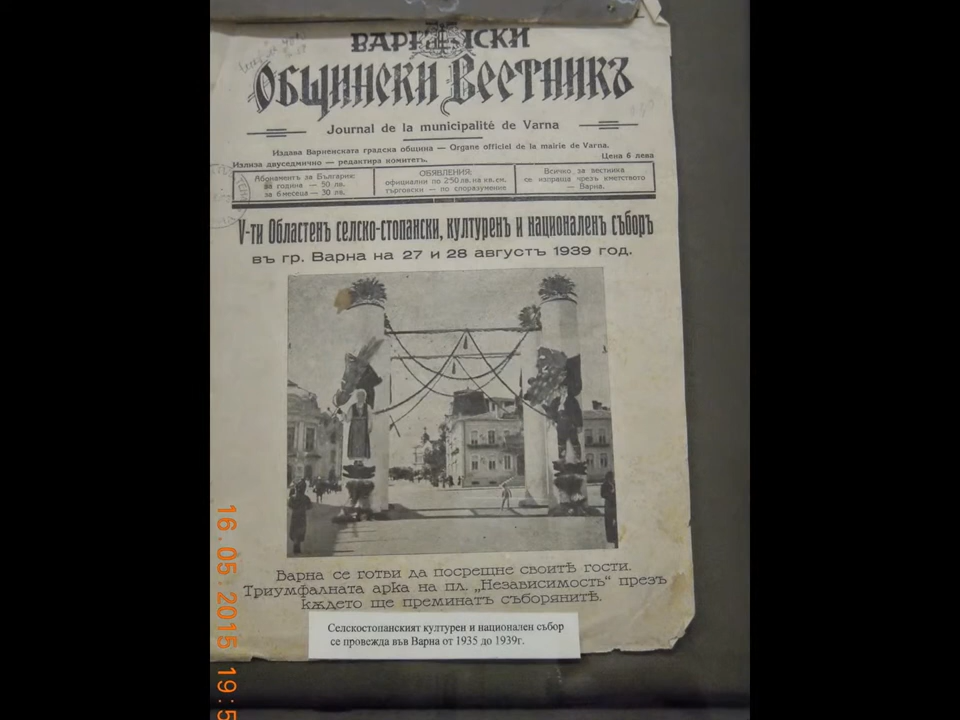 ВАРНЕНСКИ
ОБЩИНСКИ ВЕСТНИКЪ
Journal de la municipalité de Varna
Издава Варненската градска община — Organe officiel de la mairie de Varna.
Излиза двуседмично — редактира комитетъ.
Цена 6 лева
Абонаментъ за България:
за година — 50 лв.
за 6 месеца — 30 лв.
ОБЯВЛЕНИЯ:
официални по 2·50 лв. на кв. см.
търговски — по споразумение
Всичко за вестника
се изпраща чрезъ кметството
— Варна.
V-ти Областенъ селско-стопански, културенъ и националенъ съборъ
въ гр. Варна на 27 и 28 августъ 1939 год.
Варна се готви да посрещне своитѣ гости.
Триумфалната арка на пл. „Независимость“ презъ
кѫдето ще преминатъ съборянитѣ.
Селскостопанският културен и национален събор
се провежда във Варна от 1935 до 1939г.
16.05.2015 19:5